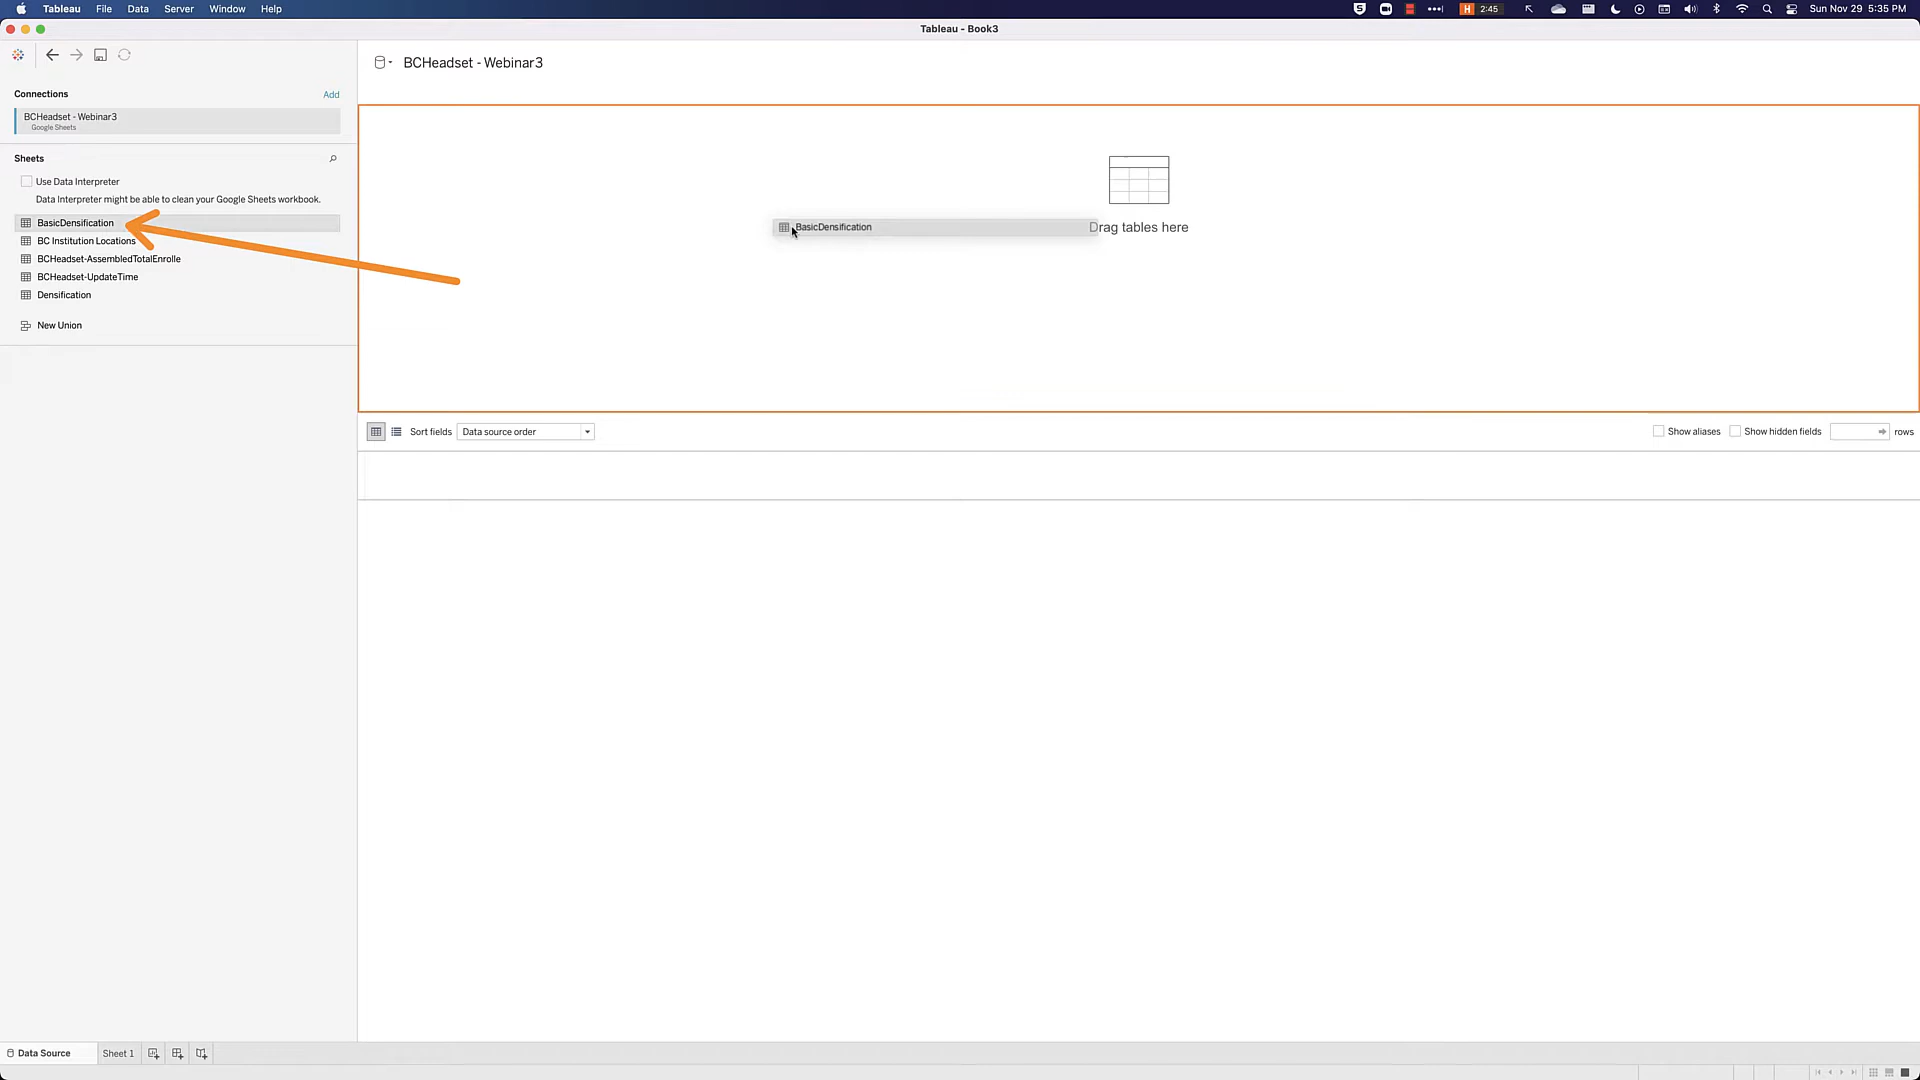 Tableau File Data Server Window Help
H 2:45 Sun Nov 29 5:35 PM
Tableau - Book3
BCHeadset - Webinar3
Connections Add
BCHeadset - Webinar3
Google Sheets
Sheets
Use Data Interpreter
Data Interpreter might be able to clean your Google Sheets workbook.
BasicDensification
BC Institution Locations
BCHeadset-AssembledTotalEnrolle
BCHeadset-UpdateTime
Densification
New Union
BasicDensification
Drag tables here
Sort fields Data source order Show aliases Show hidden fields rows
Data Source Sheet 1